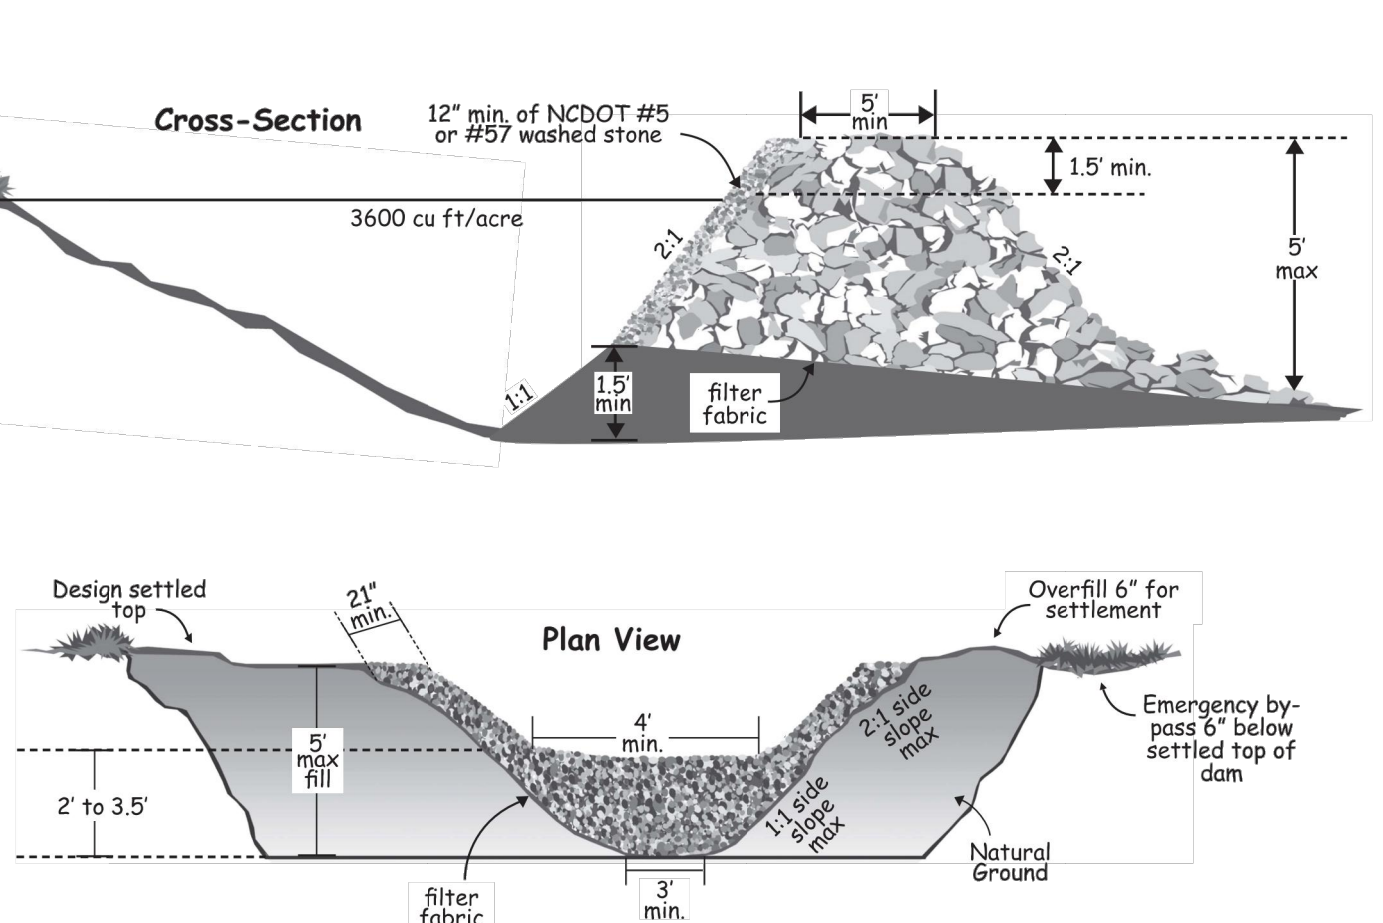 Cross-Section
12” min. of NCDOT #5
or #57 washed stone
5’
min
1.5’ min.
3600 cu ft/acre
2:1
2:1
5’
max
1:1
1.5’
min
filter
fabric
Design settled
top
21”
min.
Plan View
Overfill 6” for
settlement
4’
min.
5’
max
fill
2’ to 3.5’
2:1 side
slope
max
1:1 side
slope
max
Emergency by-
pass 6” below
settled top of
dam
Natural
Ground
filter
fabric
3’
min.